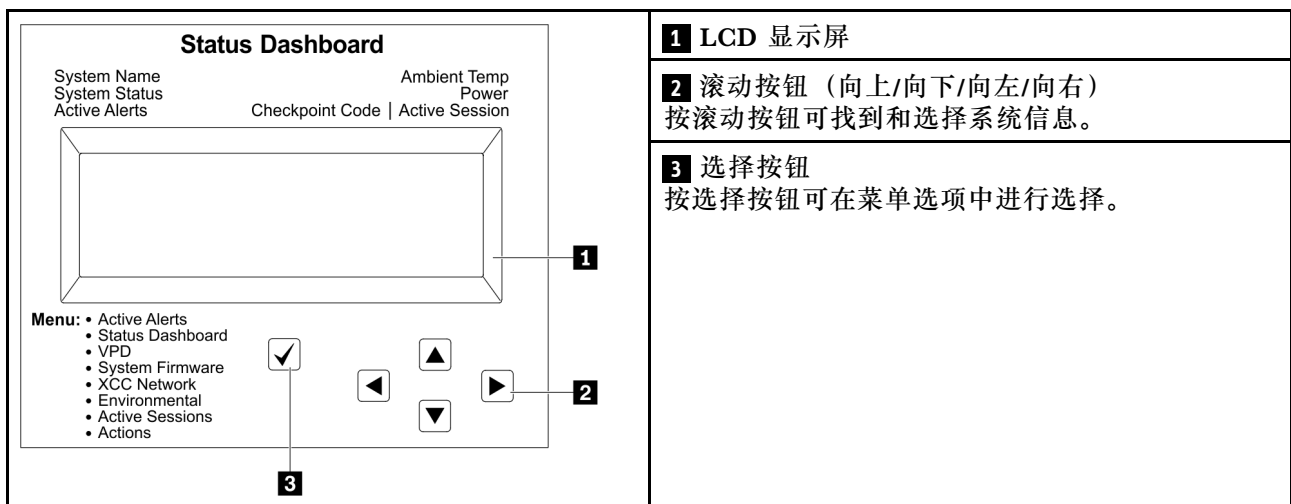 Status Dashboard
System Name
System Status
Active Alerts
Ambient Temp
Power
Checkpoint Code | Active Session
1
Menu: • Active Alerts
• Status Dashboard
• VPD
• System Firmware
• XCC Network
• Environmental
• Active Sessions
• Actions
2
3
1 LCD 显示屏
2 滚动按钮（向上/向下/向左/向右）
按滚动按钮可找到和选择系统信息。
3 选择按钮
按选择按钮可在菜单选项中进行选择。